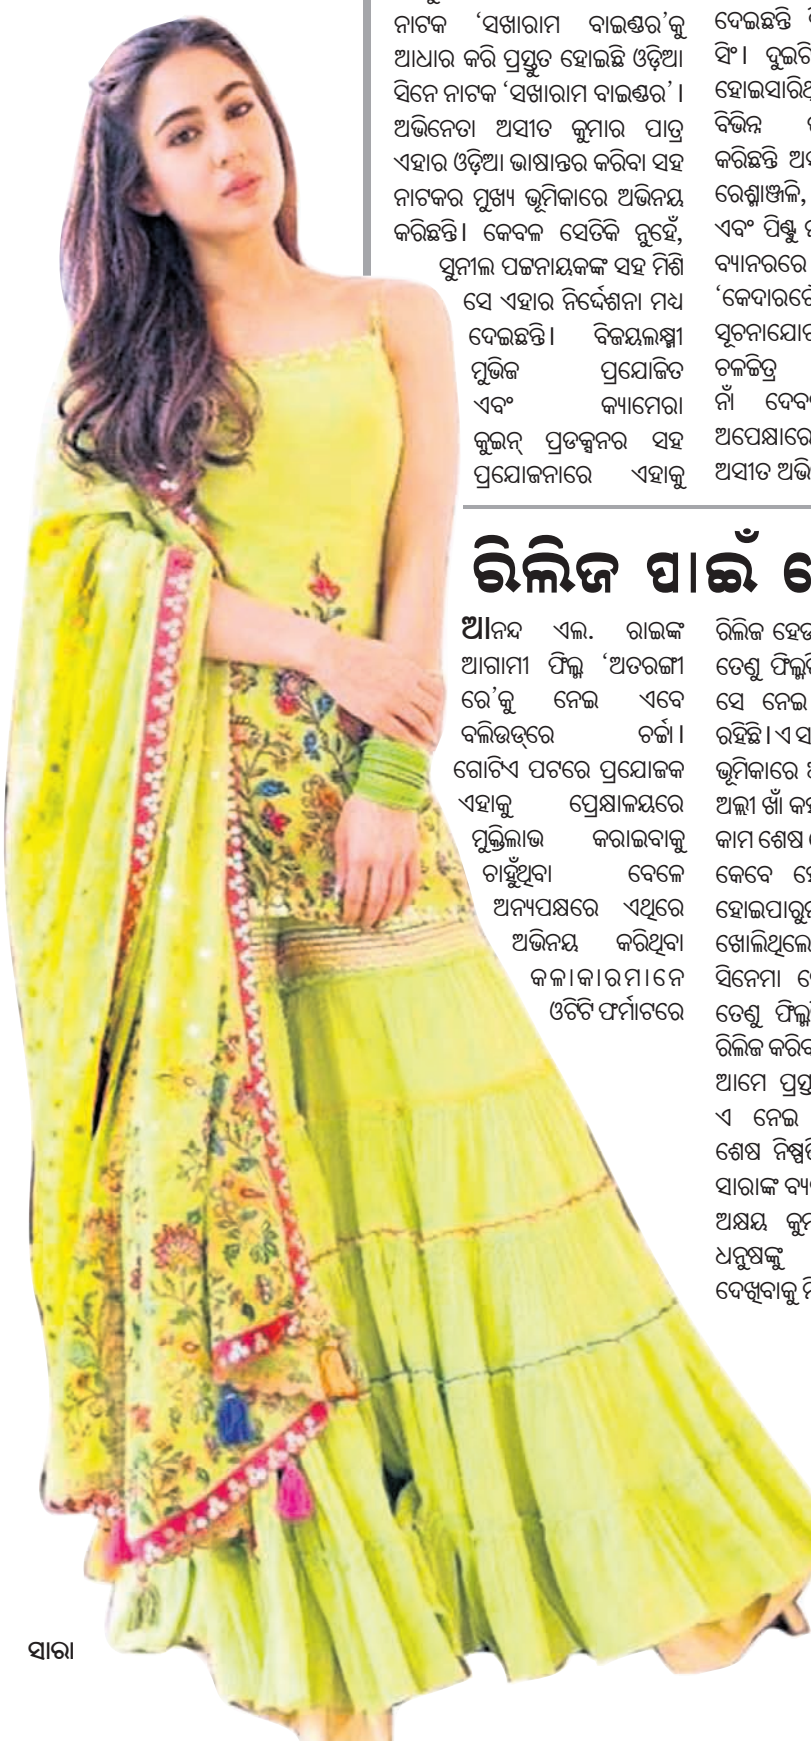 ନାଟକ ‘ସଖାରାମ ବାଇଣ୍ଡର’କୁ
ଆଧାର କରି ପ୍ରସ୍ତୁତ ହୋଇଛି ଓଡ଼ିଆ
ସିନେ ନାଟକ ‘ସଖାରାମ ବାଇଣ୍ଡର’।
ଅଭିନେତା ଅସୀତ କୁମାର ପାତ୍ର
ଏହାର ଓଡ଼ିଆ ଭାଷାନ୍ତର କରିବା ସହ
ନାଟକର ମୁଖ୍ୟ ଭୂମିକାରେ ଅଭିନୟ
କରିଛନ୍ତି। କେବଳ ସେତିକି ନୁହେଁ,
ସୁନୀଲ ପଟ୍ଟନାୟକଙ୍କ ସହ ମିଶି
ସେ ଏହାର ନିର୍ଦ୍ଦେଶନା ମଧ୍ୟ
ଦେଇଛନ୍ତି। ବିଜୟଲକ୍ଷ୍ମୀ
ମୁଭିଜ ପ୍ରଯୋଜିତ
ଏବଂ କ୍ୟାମେରା
କୁଇନ୍ ପ୍ରଡକ୍ସନର ସହ
ପ୍ରଯୋଜନାରେ ଏହାକୁ
ଦେଇଛନ୍ତି
ସିଂ। ଦୁଇଟି
ହୋଇସାରିଥି
ବିଭିନ୍ନ
କରିଛନ୍ତି ଅସ
ରେଶ୍ମାଞ୍ଜଳି,
ଏବଂ ପିଣ୍ଟୁ
ବ୍ୟାନରରେ
‘କେଦାରଗୌ
ସୂଚନାଯୋଗ
ଚଳଚ୍ଚିତ୍ର
ନାଁ ଦେବ
ଅପେକ୍ଷାରେ
ଅସୀତ ଅଭି
ରିଲିଜ ପାଇଁ
ଆନନ୍ଦ ଏଲ. ରାଇଙ୍କ
ଆଗାମୀ ଫିଲ୍ମ ‘ଅତରଙ୍ଗୀ
ରେ’କୁ ନେଇ ଏବେ
ବଲିଉଡ୍‌ରେ ଚର୍ଚ୍ଚା।
ଗୋଟିଏ ପଟରେ ପ୍ରଯୋଜକ
ଏହାକୁ ପ୍ରେକ୍ଷାଳୟରେ
ମୁକ୍ତିଲାଭ କରାଇବାକୁ
ଚାହୁଁଥିବା ବେଳେ
ଅନ୍ୟପକ୍ଷରେ ଏଥିରେ
ଅଭିନୟ କରିଥିବା
କଳାକାରମାନେ
ଓଟିଟି ଫର୍ମାଟରେ
ରିଲିଜ ହେଉ
ତେଣୁ ଫିଲ୍ମଟି
ସେ ନେଇ
ରହିଛି। ଏ ସ
ଭୂମିକାରେ
ଅଲ୍ଲୀ ଖାଁ କହ
କାମ ଶେଷ
କେବେ ହେ
ହୋଇପାରୁନ
ଖୋଲିଥିଲେ
ସିନେମା
ତେଣୁ ଫିଲ୍ମ
ରିଲିଜ କରିବା
ଆମେ ପ୍ରସ୍ତୁ
ଏ ନେଇ
ଶେଷ ନିଷ୍ପତ୍ତି
ସାରାଙ୍କ ବ୍ୟ
ଅକ୍ଷୟ କୁମ
ଧନୁଷଙ୍କୁ
ଦେଖିବାକୁ ମି
ସାରା